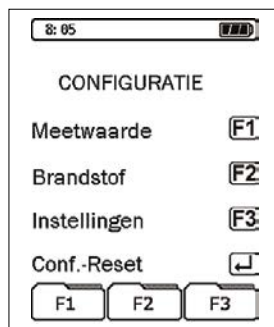 8:05
CONFIGURATIE
Meetwaarde F1
Brandstof F2
Instellingen F3
Conf.-Reset ↵
F1 F2 F3